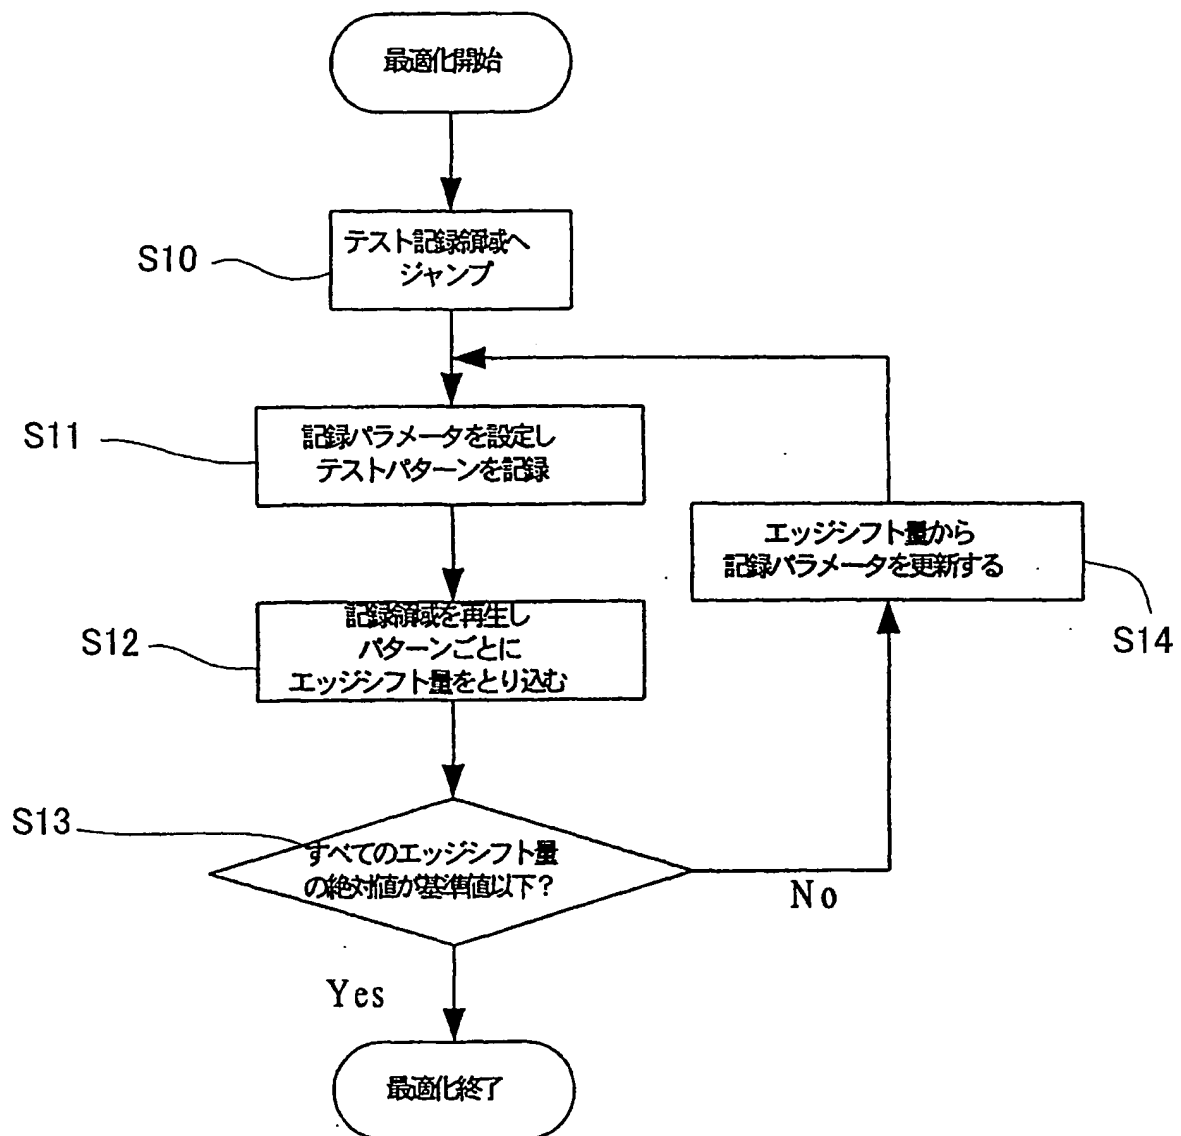 最適化開始
S10
テスト記録領域へ
ジャンプ
S11
記録パラメータを設定し
テストパターンを記録
エッジシフト量から
記録パラメータを更新する
S14
S12
記録領域を再生し
パターンごとに
エッジシフト量をとり込む
S13
すべてのエッジシフト量
の絶対値が基準値以下?
No
Yes
最適化終了